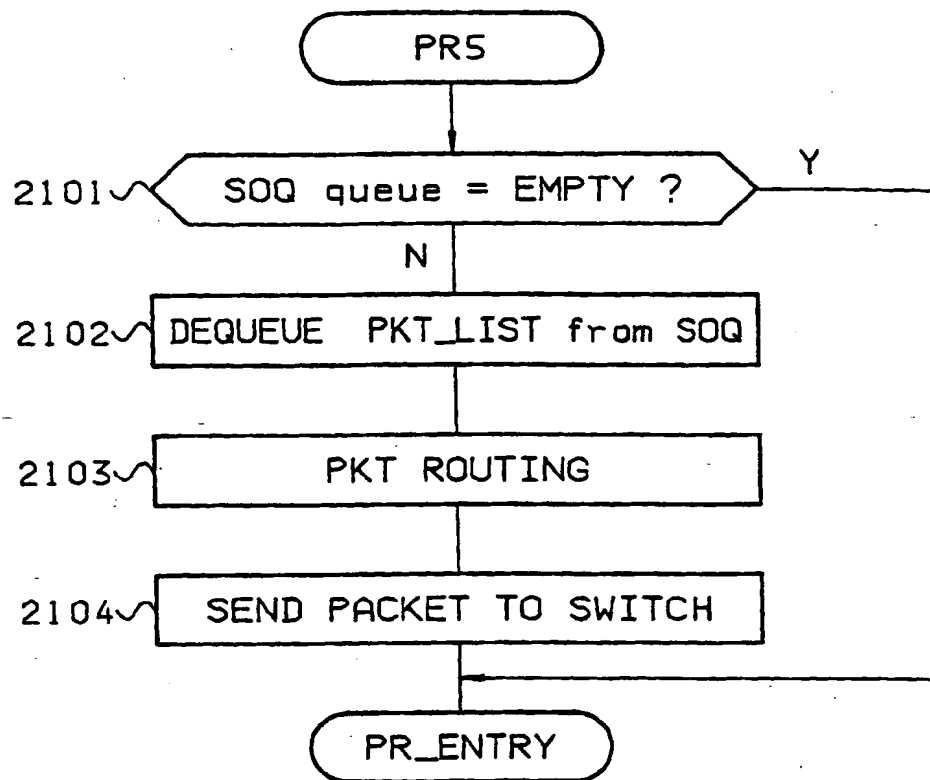 PR5
2101 SOQ queue = EMPTY ? Y
N
2102 DEQUEUE PKT_LIST from SOQ
2103 PKT ROUTING
2104 SEND PACKET TO SWITCH
PR_ENTRY